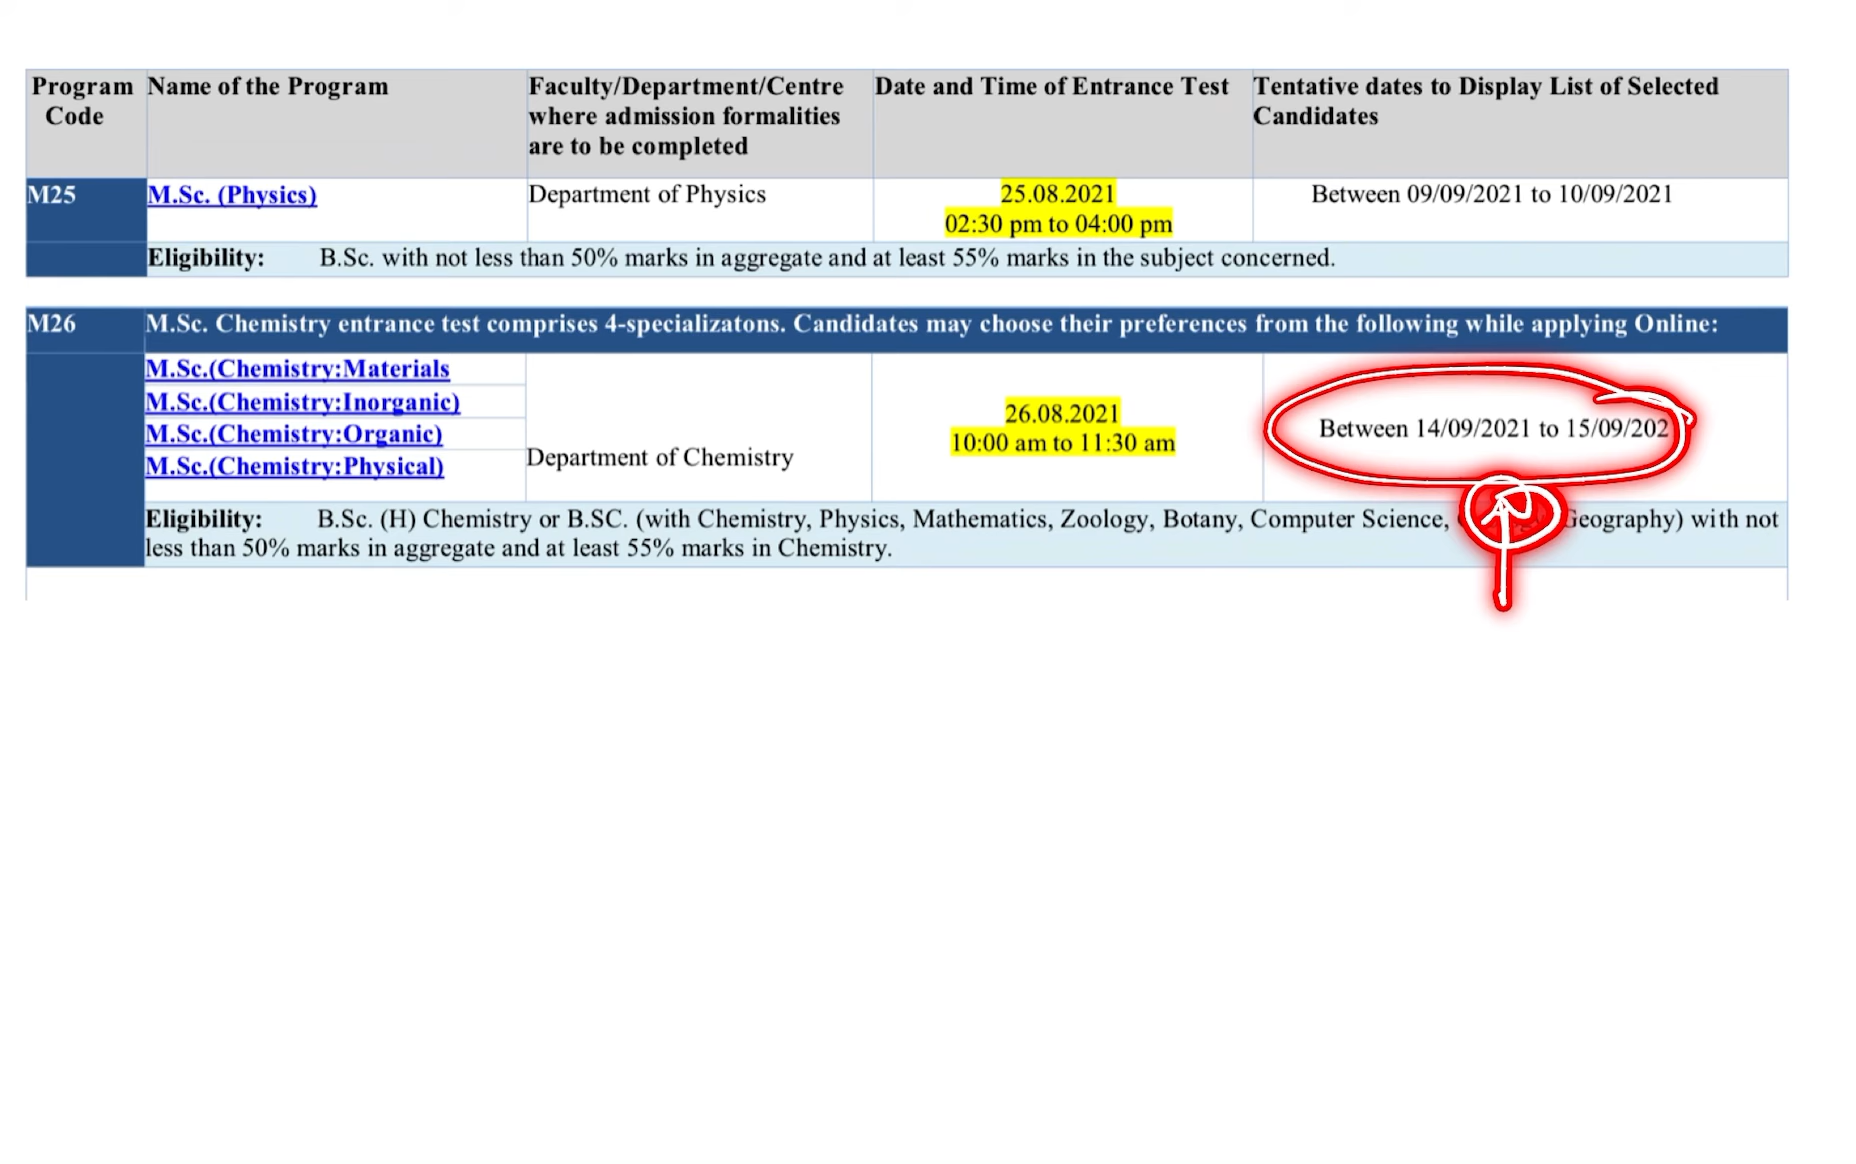 Program Code
Name of the Program
Faculty/Department/Centre where admission formalities are to be completed
Date and Time of Entrance Test
Tentative dates to Display List of Selected Candidates
M25
M.Sc. (Physics)
Department of Physics
25.08.2021
02:30 pm to 04:00 pm
Between 09/09/2021 to 10/09/2021
Eligibility: B.Sc. with not less than 50% marks in aggregate and at least 55% marks in the subject concerned.
M26
M.Sc. Chemistry entrance test comprises 4-specializatons. Candidates may choose their preferences from the following while applying Online:
M.Sc.(Chemistry:Materials
M.Sc.(Chemistry:Inorganic)
M.Sc.(Chemistry:Organic)
M.Sc.(Chemistry:Physical)
Department of Chemistry
26.08.2021
10:00 am to 11:30 am
Between 14/09/2021 to 15/09/202
Eligibility: B.Sc. (H) Chemistry or B.SC. (with Chemistry, Physics, Mathematics, Zoology, Botany, Computer Science, Geography) with not
less than 50% marks in aggregate and at least 55% marks in Chemistry.